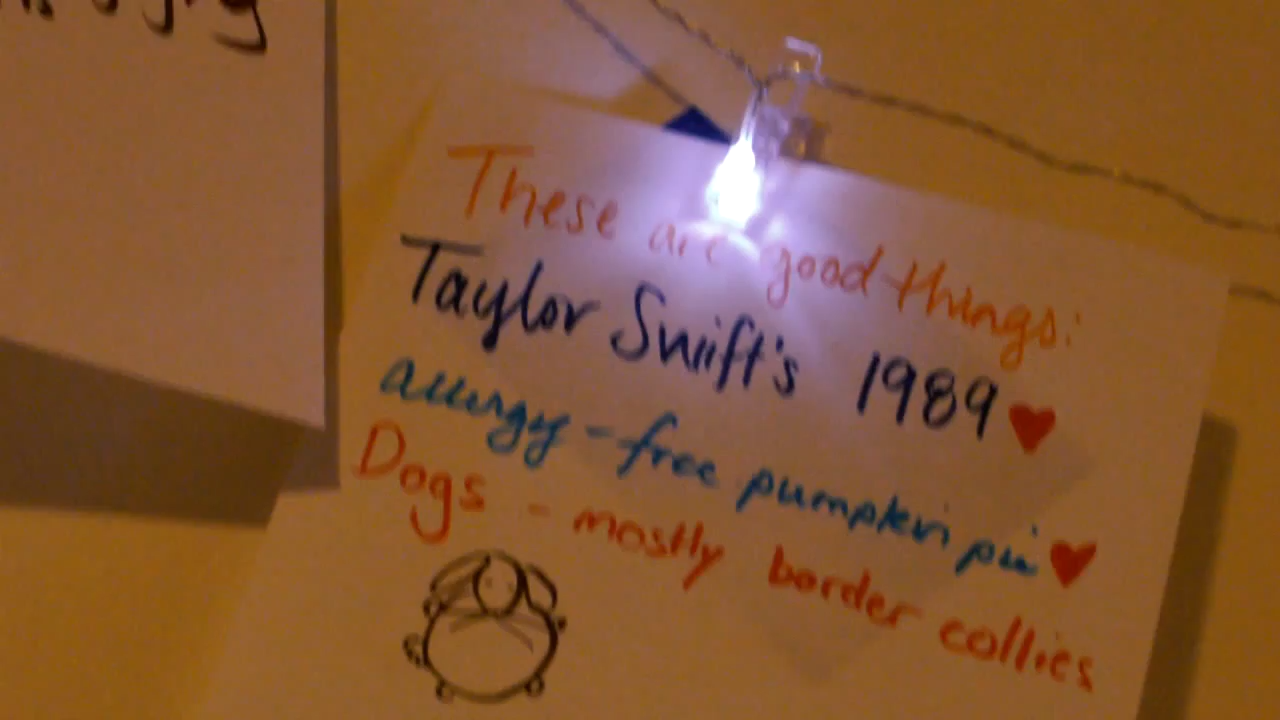 These are good things:
Taylor Swift's 1989
allergy-free pumpkin pie
Dogs - mostly border collies